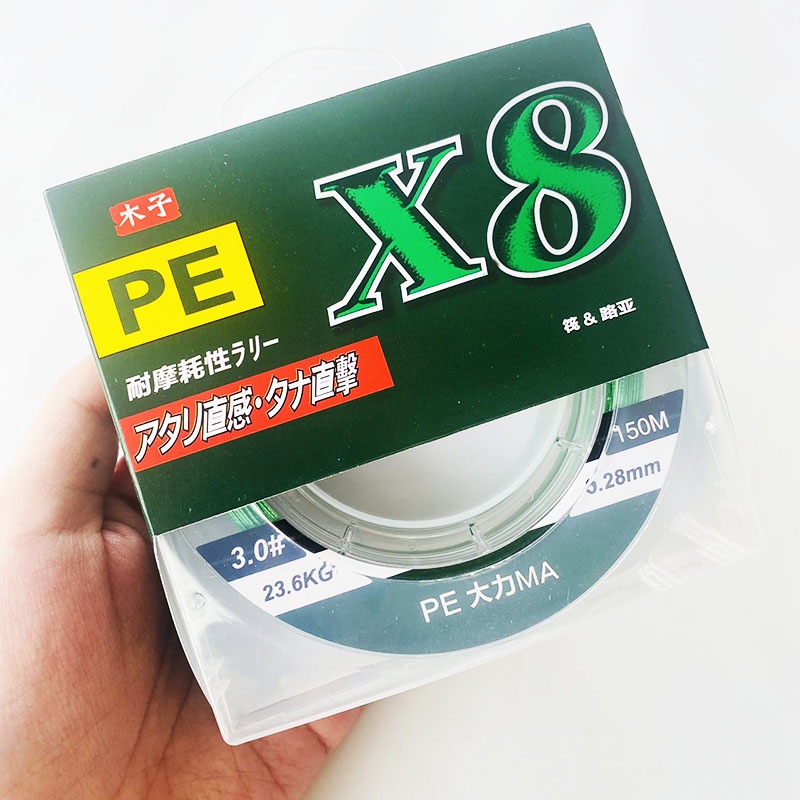 木子
X8
PE
筏&路亚
耐摩耗性ラリー
アタリ直感・タナ直撃
150M
.28mm
3.0#
23.6KG
PE 大力MA